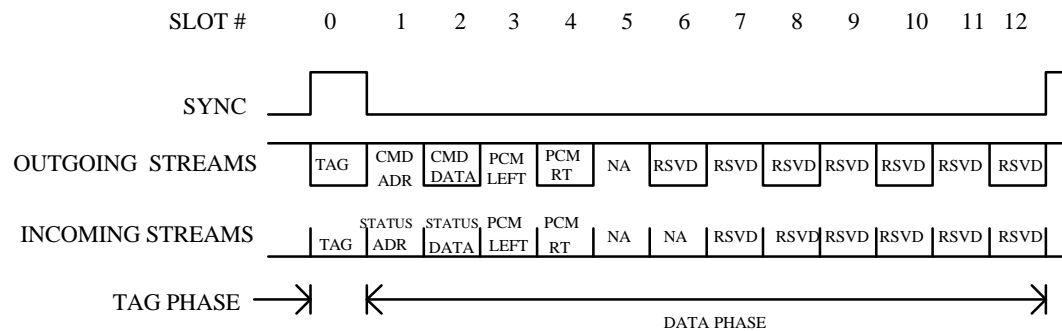 SLOT # 0 1 2 3 4 5 6 7 8 9 10 11 12
SYNC
OUTGOING STREAMS TAG CMD ADR CMD DATA PCM LEFT PCM RT NA RSVD RSVD RSVD RSVD RSVD RSVD RSVD
INCOMING STREAMS TAG STATUS ADR STATUS DATA PCM LEFT PCM RT NA NA RSVD RSVD RSVD RSVD RSVD RSVD
TAG PHASE
DATA PHASE